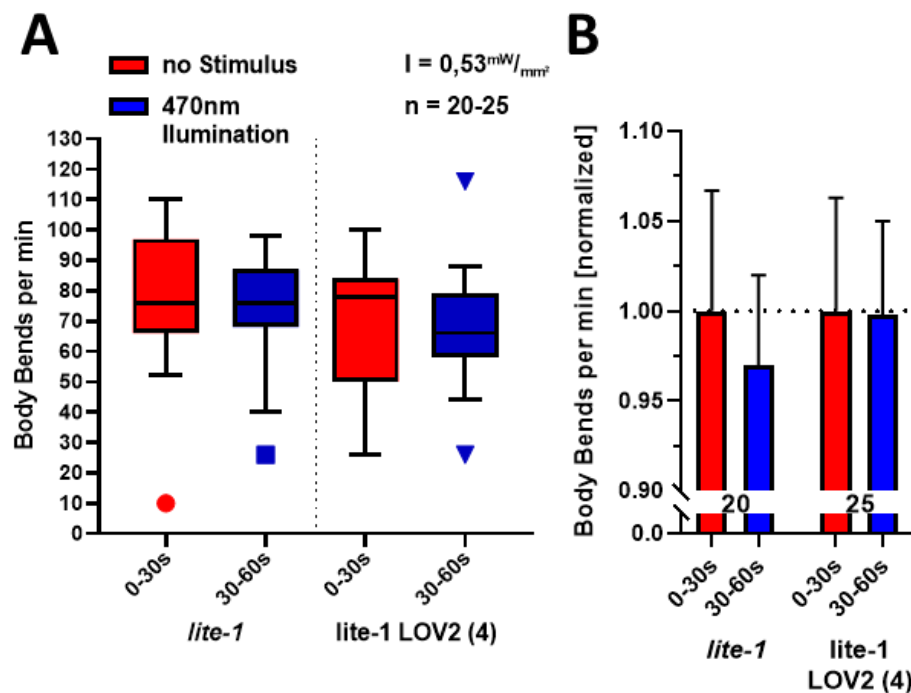 A
no Stimulus
470nm
Ilumination
I = 0,53mW/mm²
n = 20-25
Body Bends per min
130
120
110
100
90
80
70
60
50
40
30
20
10
0
0-30s
30-60s
0-30s
30-60s
lite-1
lite-1 LOV2 (4)
B
Body Bends per min [normalized]
1.10
1.05
1.00
0.95
0.90
0.0
20
25
0-30s
30-60s
0-30s
30-60s
lite-1
lite-1
LOV2 (4)